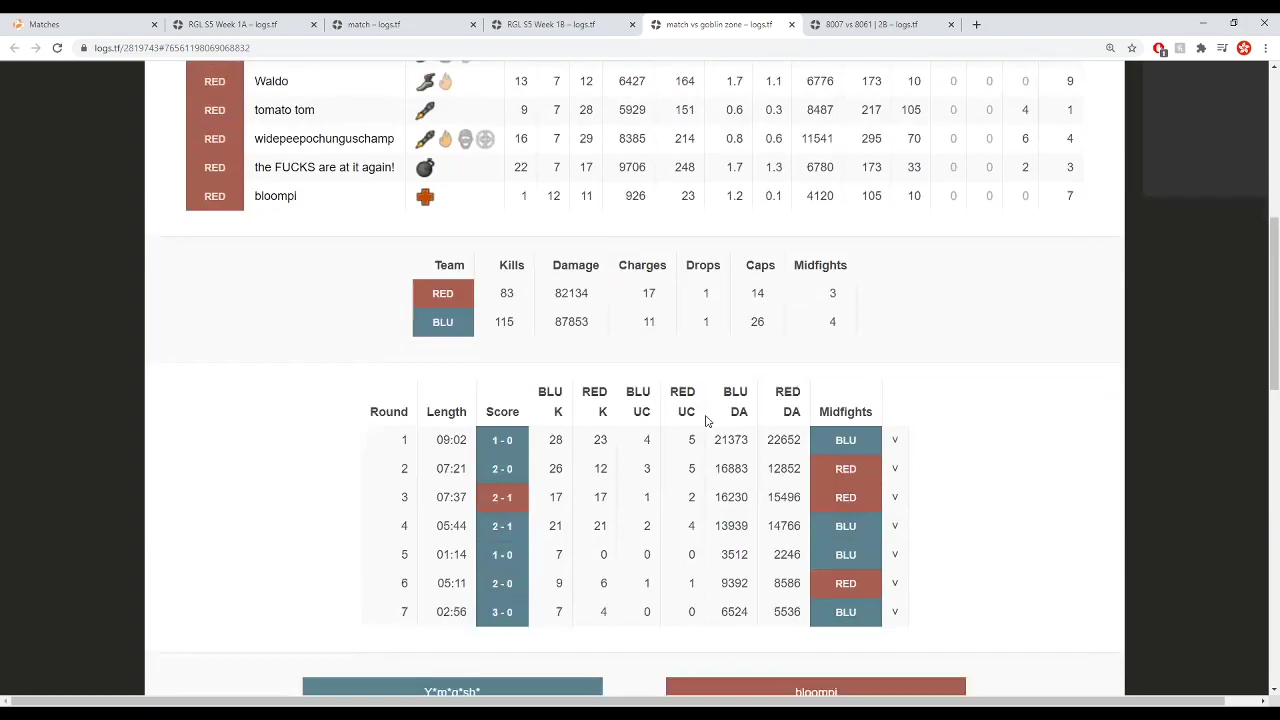 Matches RGL S5 Week 1A – logs.tf match – logs.tf RGL S5 Week 1B – logs.tf match vs goblin zone – logs.tf 8007 vs 8061 | 2B – logs.tf
logs.tf/2819743#76561198069068832
RED Waldo 13 7 12 6427 164 1.7 1.1 6776 173 10 0 0 0 9
RED tomato tom 9 7 28 5929 151 0.6 0.3 8487 217 105 0 0 4 1
RED widepeepochunguschamp 16 7 29 8385 214 0.8 0.6 11541 295 70 0 0 6 4
RED the FUCKS are at it again! 22 7 17 9706 248 1.7 1.3 6780 173 33 0 0 2 3
RED bloompi 1 12 11 926 23 1.2 0.1 4120 105 10 0 0 0 7
Team Kills Damage Charges Drops Caps Midfights
RED 83 82134 17 1 14 3
BLU 115 87853 11 1 26 4
BLU RED BLU RED BLU RED
Round Length Score K K UC UC DA DA Midfights
1 09:02 1 - 0 28 23 4 5 21373 22652 BLU v
2 07:21 2 - 0 26 12 3 5 16883 12852 RED v
3 07:37 2 - 1 17 17 1 2 16230 15496 RED v
4 05:44 2 - 1 21 21 2 4 13939 14766 BLU v
5 01:14 1 - 0 7 0 0 0 3512 2246 BLU v
6 05:11 2 - 0 9 6 1 1 9392 8586 RED v
7 02:56 3 - 0 7 4 0 0 6524 5536 BLU v
Y*m*g*sh* bloompi